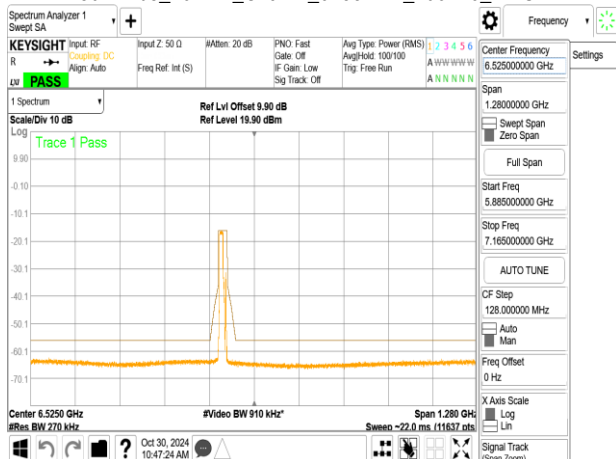 Spectrum Analyzer 1
Swept SA
Frequency
KEYSIGHT
R
LXI
PASS
Input: RF
Coupling: DC
Align: Auto
Input Z: 50 Ω
Freq Ref: Int (S)
#Atten: 20 dB
PNO: Fast
Gate: Off
IF Gain: Low
Sig Track: Off
Avg Type: Power (RMS)
Avg|Hold: 100/100
Trig: Free Run
1 2 3 4 5 6
A W W W W W
A N N N N N
1 Spectrum
Scale/Div 10 dB
Log
Ref Lvl Offset 9.90 dB
Ref Level 19.90 dBm
Trace 1 Pass
9.90
-0.10
-10.1
-20.1
-30.1
-40.1
-50.1
-60.1
-70.1
Center 6.5250 GHz
#Res BW 270 kHz
#Video BW 910 kHz*
Span 1.280 GHz
Sweep ~22.0 ms (11637 pts)
Oct 30, 2024
10:47:24 AM
Settings
Center Frequency
6.525000000 GHz
Span
1.28000000 GHz
Swept Span
Zero Span
Full Span
Start Freq
5.885000000 GHz
Stop Freq
7.165000000 GHz
AUTO TUNE
CF Step
128.000000 MHz
Auto
Man
Freq Offset
0 Hz
X Axis Scale
Log
Lin
Signal Track
(Span Zoom)